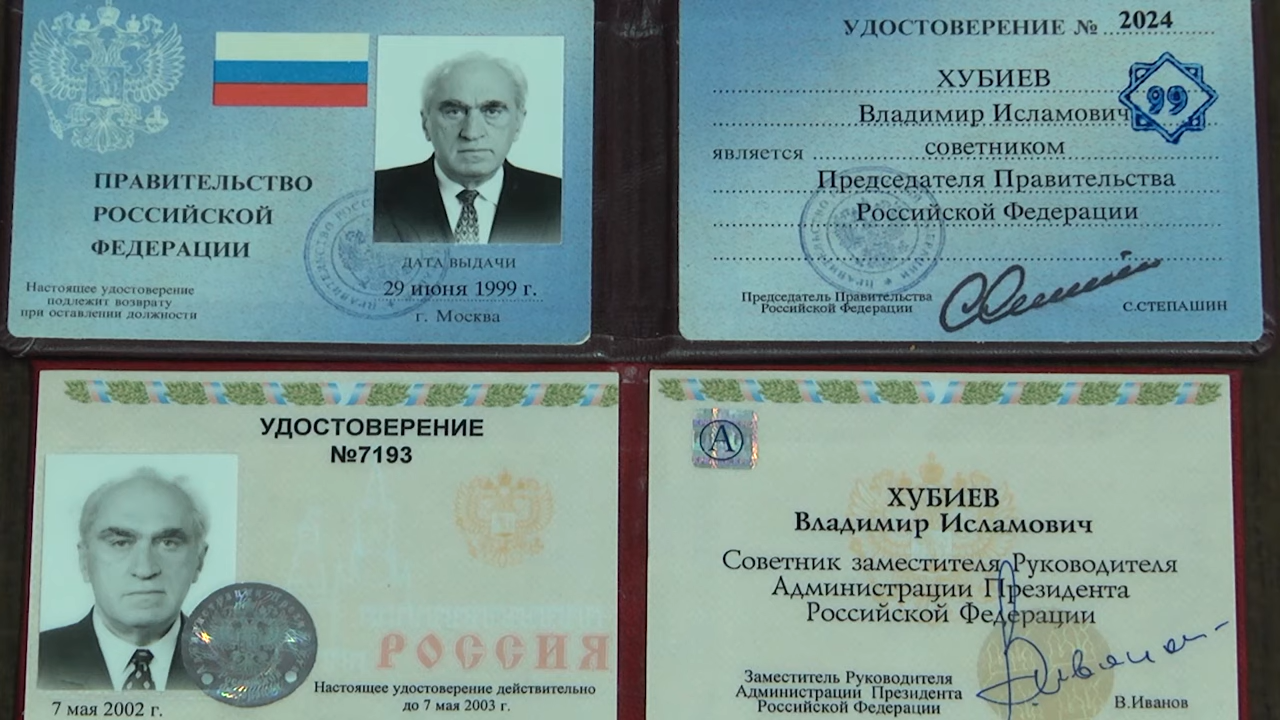 ПРАВИТЕЛЬСТВО
РОССИЙСКОЙ
ФЕДЕРАЦИИ
Настоящее удостоверение
подлежит возврату
при оставлении должности
ДАТА ВЫДАЧИ
29 июня 1999 г.
г. Москва
УДОСТОВЕРЕНИЕ № 2024
ХУБИЕВ
Владимир Исламович
99
является советником
Председателя Правительства
Российской Федерации
Председатель Правительства
Российской Федерации
С.СТЕПАШИН
УДОСТОВЕРЕНИЕ
№7193
РОССИЯ
Настоящее удостоверение действительно
до 7 мая 2003 г.
7 мая 2002 г.
А
ХУБИЕВ
Владимир Исламович
Советник заместителя Руководителя
Администрации Президента
Российской Федерации
Заместитель Руководителя
Администрации Президента
Российской Федерации
В.Иванов